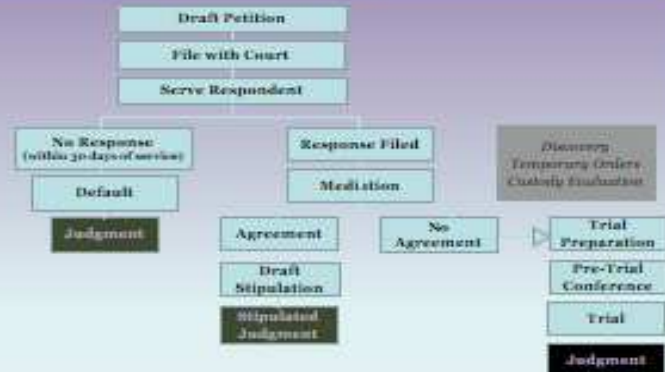 Draft Petition
File with Court
Serve Respondent
No Response
(within 30 days of service)
Default
Judgment
Response Filed
Mediation
Agreement
Draft
Stipulation
Stipulated
Judgment
No
Agreement
Discovery
Temporary Orders
Custody Evaluation
Trial
Preparation
Pre-Trial
Conference
Trial
Judgment